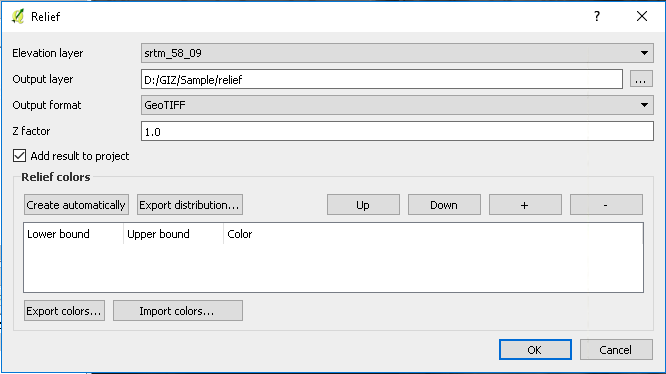 Relief
?
Elevation layer srtm_58_09
Output layer D:/GIZ/Sample/relief ...
Output format GeoTIFF
Z factor 1.0
Add result to project
Relief colors
Create automatically Export distribution... Up Down + -
Lower bound Upper bound Color
Export colors... Import colors...
OK Cancel